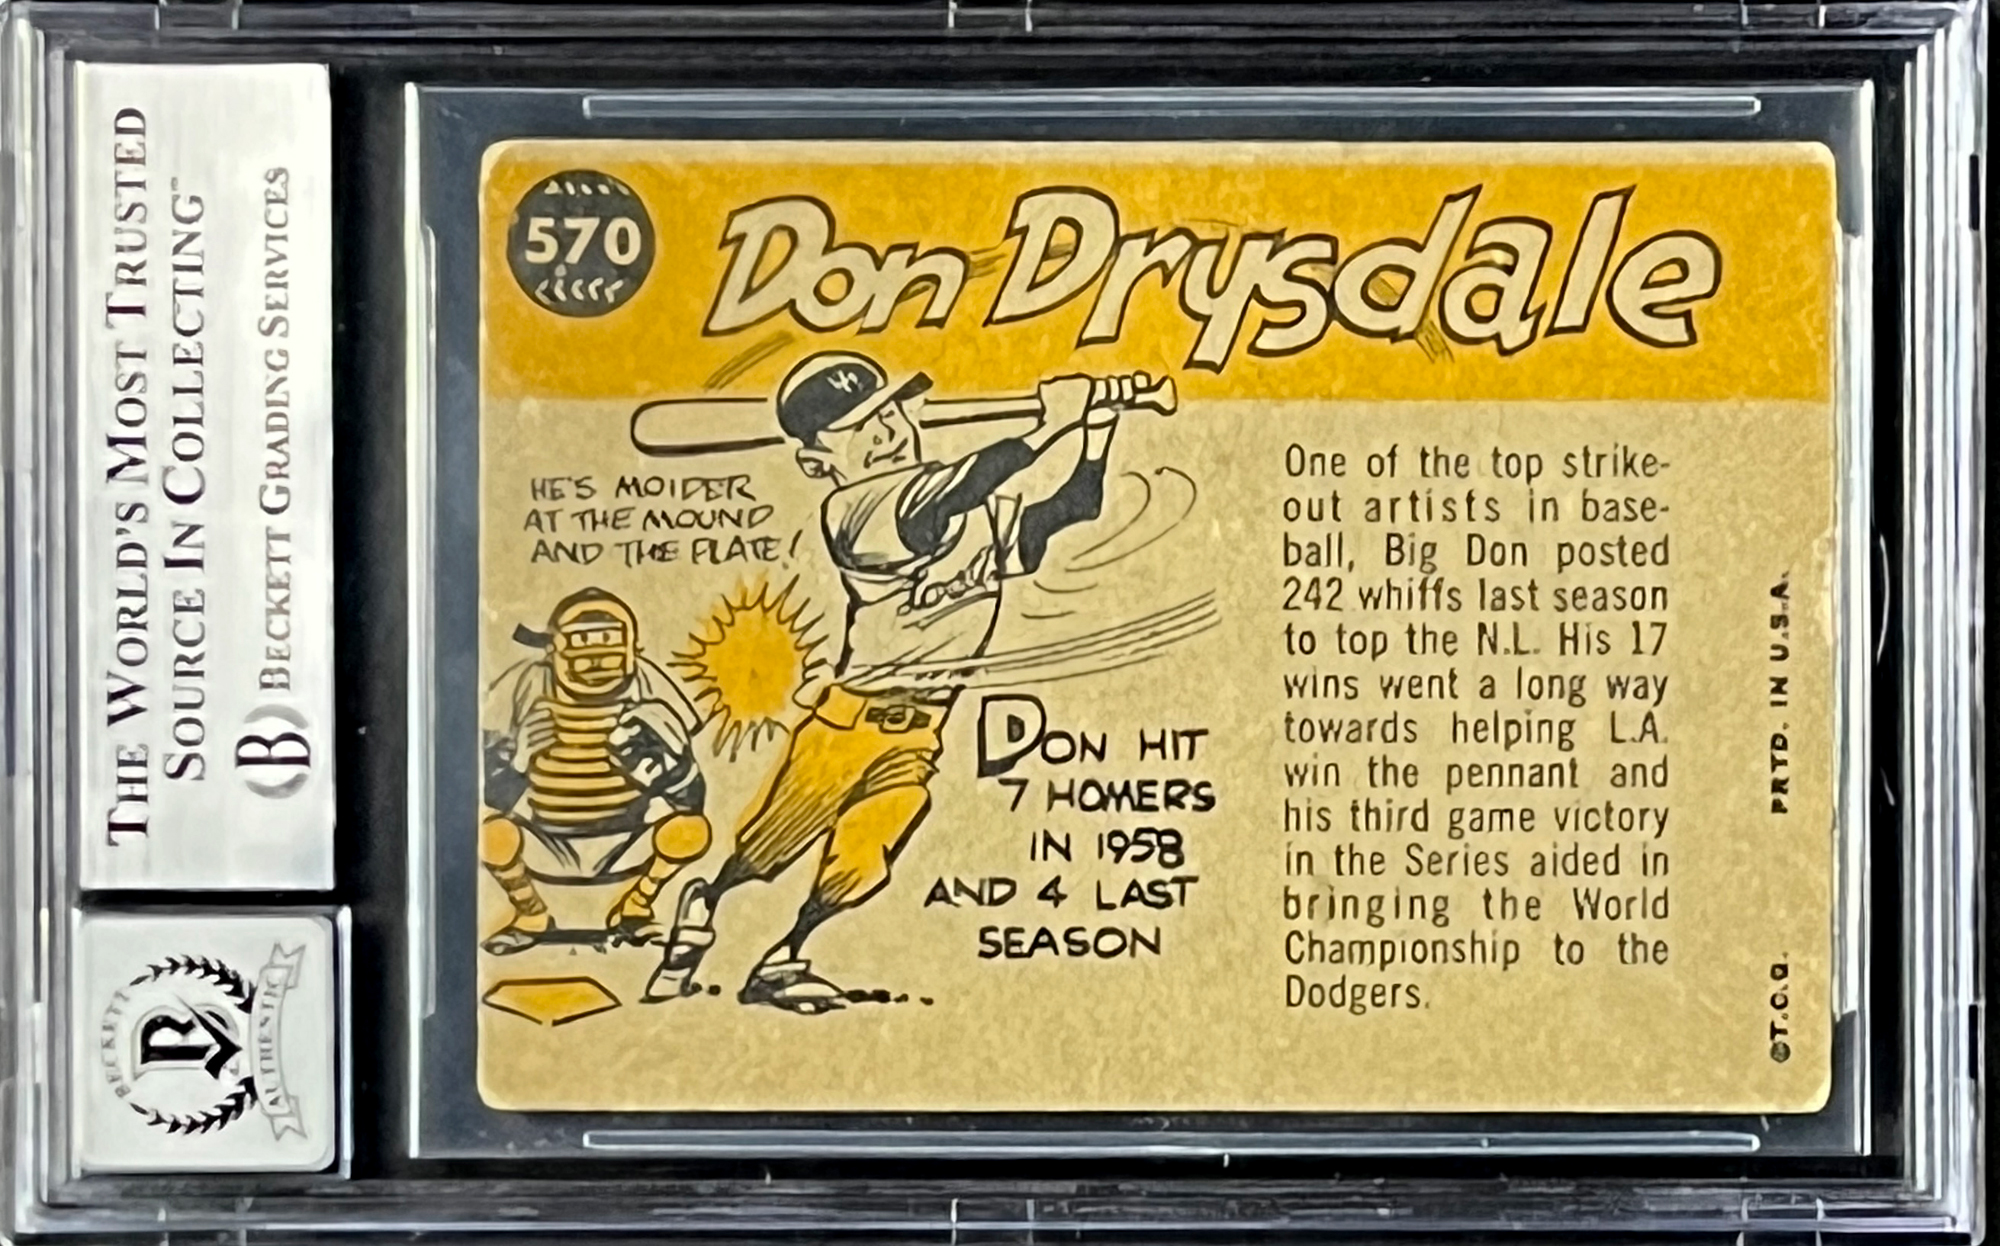 THE WORLD'S MOST TRUSTED
SOURCE IN COLLECTING™
B BECKETT GRADING SERVICES
BECKETT
B
AUTHENTIC
570
Don Drysdale
HE'S MOIDER
AT THE MOUND
AND THE PLATE!
DON HIT
7 HOMERS
IN 1958
AND 4 LAST
SEASON
One of the top strike-
out artists in base-
ball, Big Don posted
242 whiffs last season
to top the N.L. His 17
wins went a long way
towards helping L.A.
win the pennant and
his third game victory
in the Series aided in
bringing the World
Championship to the
Dodgers.
©T.C.G. PRTD. IN U.S.A.